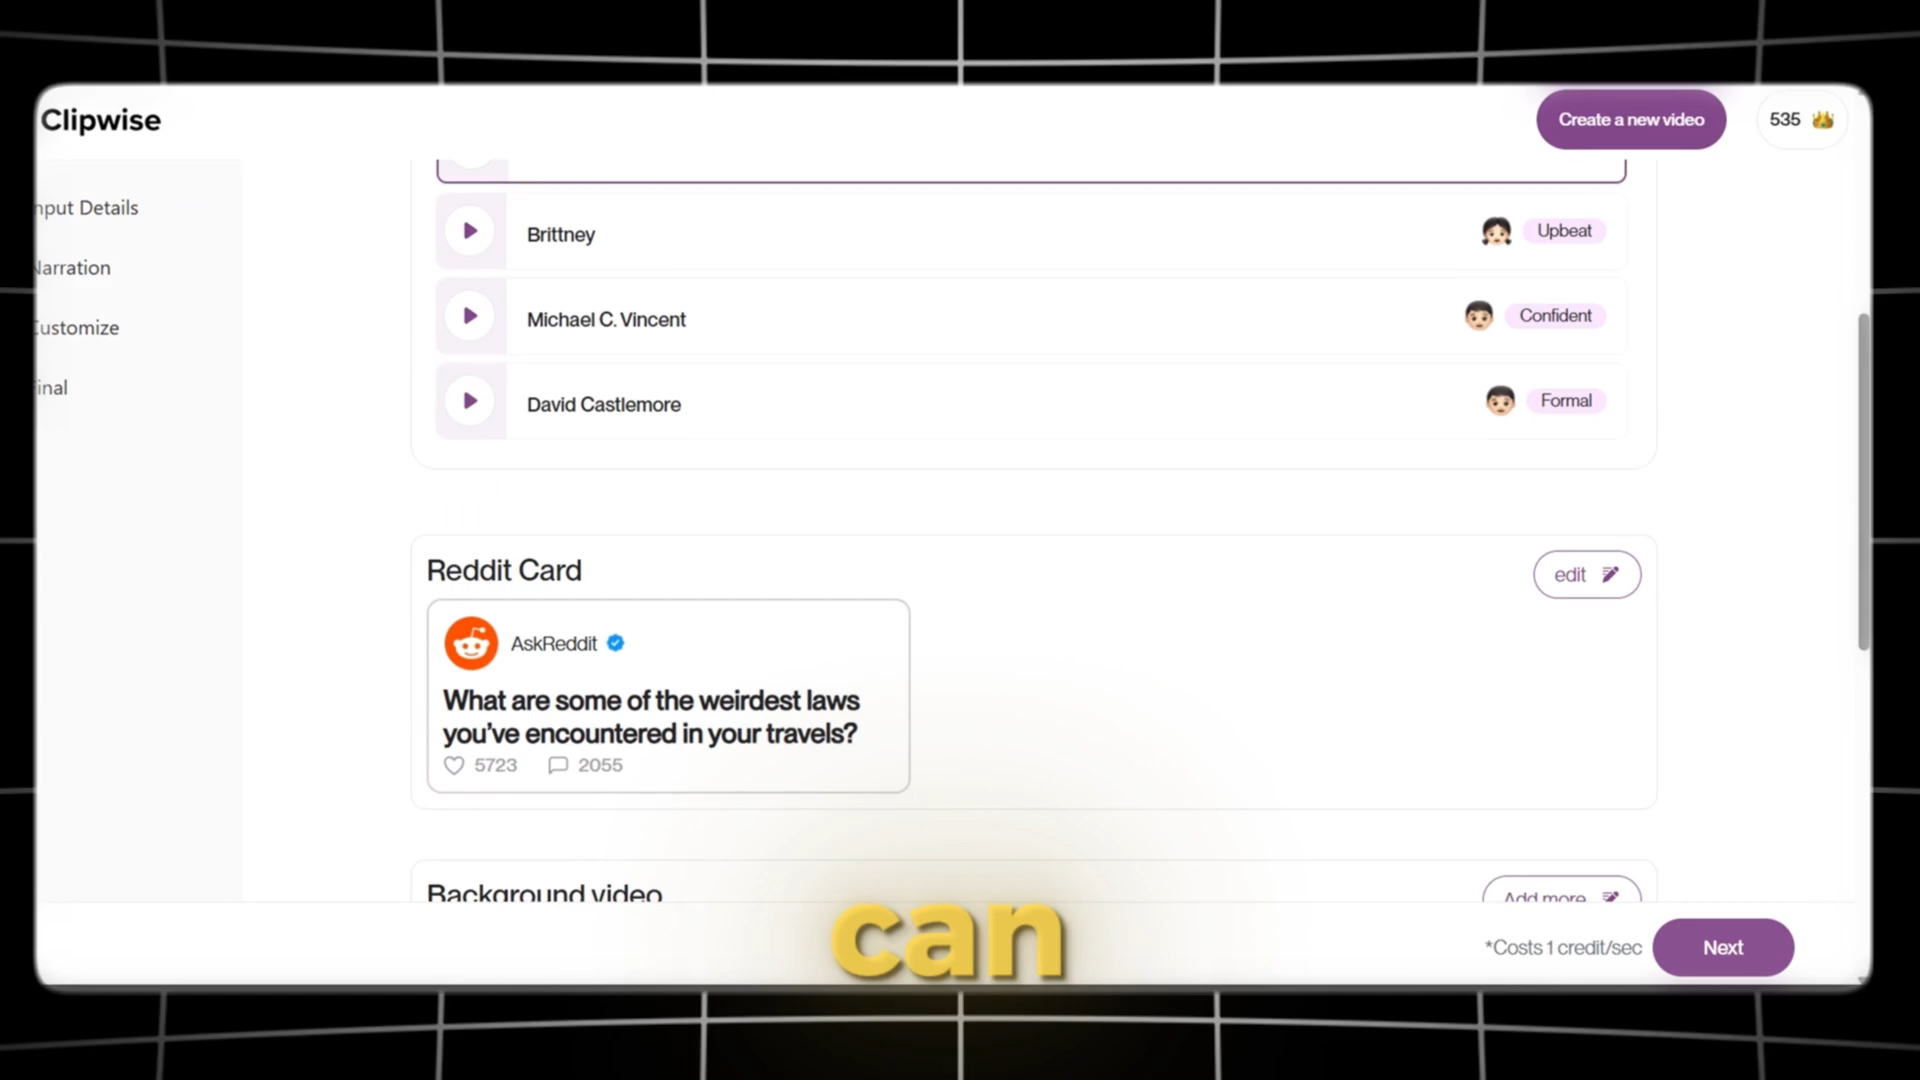 Clipwise
Create a new video
535
nput Details
Narration
Customize
inal
Brittney
Upbeat
Michael C. Vincent
Confident
David Castlemore
Formal
Reddit Card
edit
AskReddit
What are some of the weirdest laws
you've encountered in your travels?
5723 2055
Background video
Add more
can
*Costs 1 credit/sec
Next